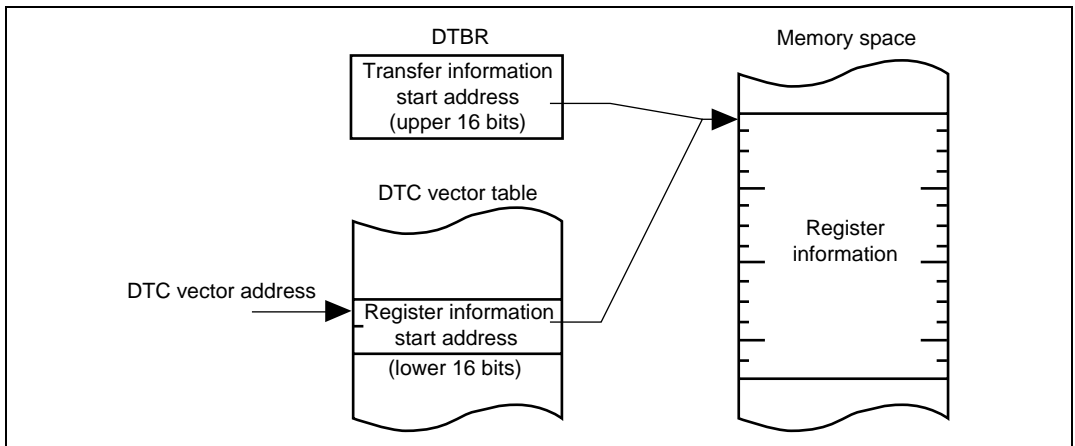 DTBR
Transfer information
start address
(upper 16 bits)
Memory space
DTC vector table
DTC vector address
Register information
start address
(lower 16 bits)
Register
information